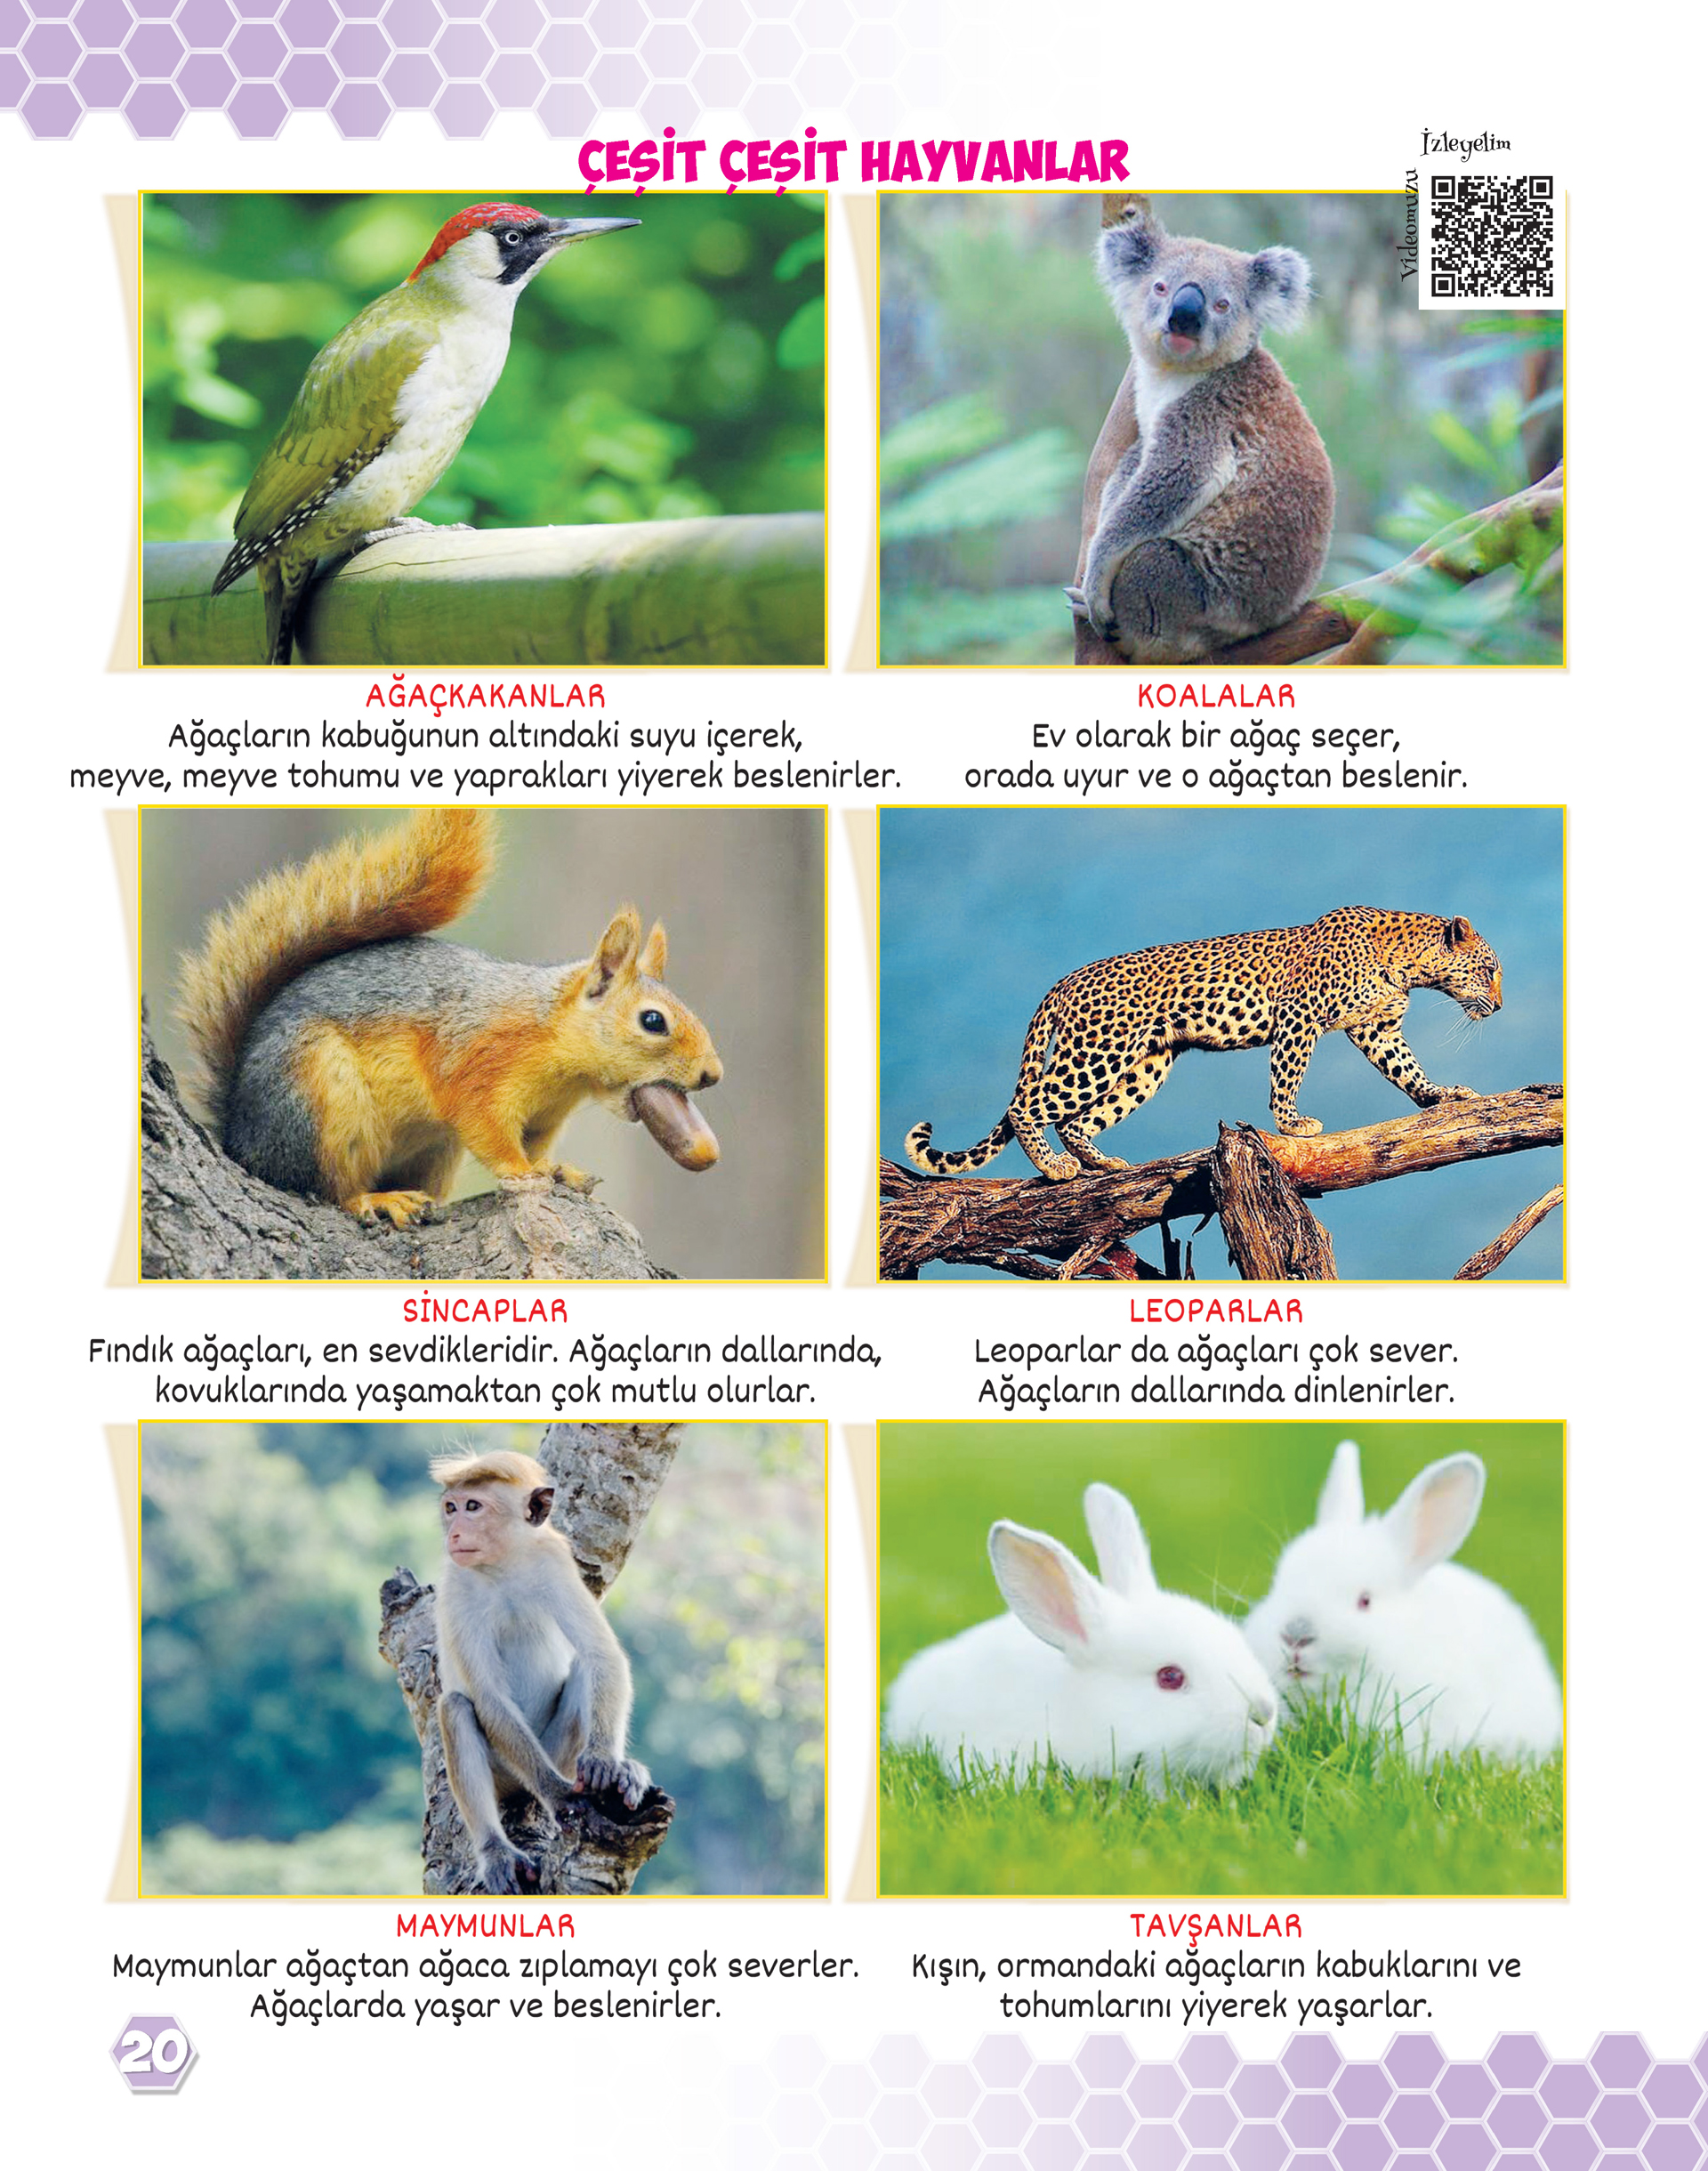 ÇEŞİT ÇEŞİT HAYVANLAR
İzleyelim
Videomuzu
AĞAÇKAKANLAR
Ağaçların kabuğunun altındaki suyu içerek,
meyve, meyve tohumu ve yaprakları yiyerek beslenirler.
KOALALAR
Ev olarak bir ağaç seçer,
orada uyur ve o ağaçtan beslenir.
SİNCAPLAR
Fındık ağaçları, en sevdikleridir. Ağaçların dallarında,
kovuklarında yaşamaktan çok mutlu olurlar.
LEOPARLAR
Leoparlar da ağaçları çok sever.
Ağaçların dallarında dinlenirler.
MAYMUNLAR
Maymunlar ağaçtan ağaca zıplamayı çok severler.
Ağaçlarda yaşar ve beslenirler.
TAVŞANLAR
Kışın, ormandaki ağaçların kabuklarını ve
tohumlarını yiyerek yaşarlar.
20